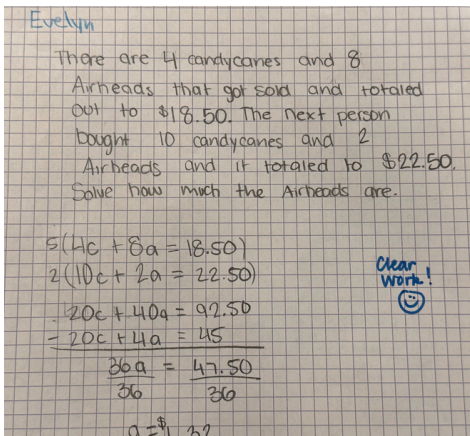 Evelyn
There are 4 candycanes and 8
Airheads that got sold and totaled
out to $18.50. The next person
bought 10 candycanes and 2
Airheads and it totaled to $22.50.
Solve how much the Airheads are.
5(4c + 8a = 18.50)
2(10c + 2a = 22.50)
Clear
Work!
20c + 40a = 92.50
- 20c + 4a = 45
36a = 47.50
36 36
a = $1.32